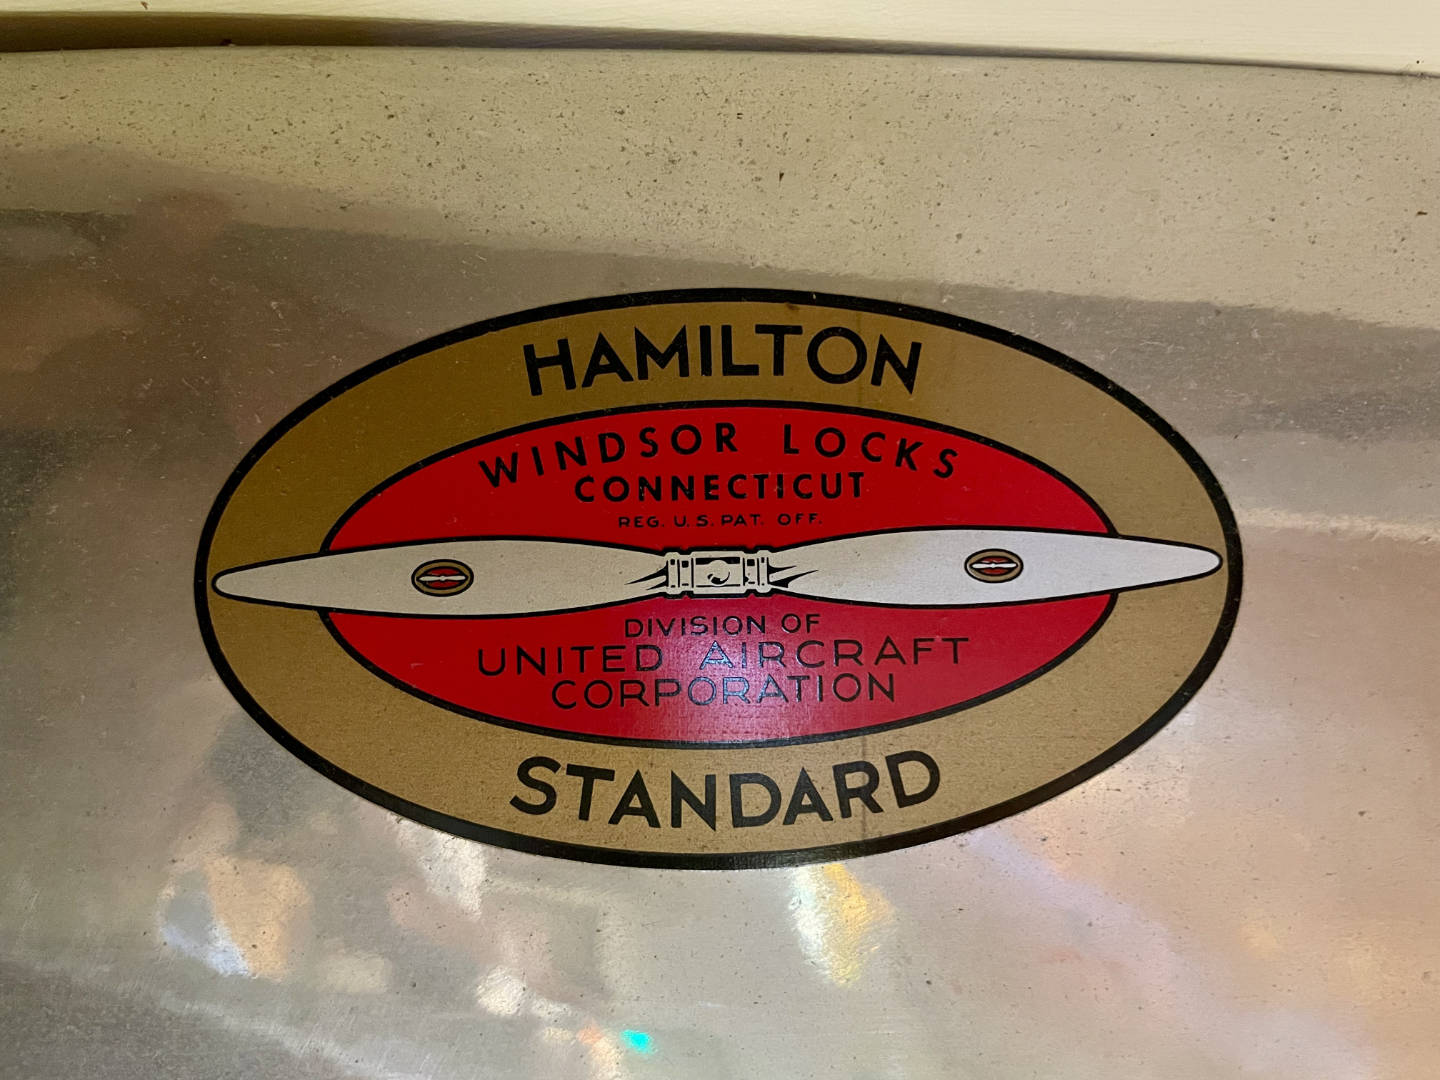 HAMILTON
WINDSOR LOCKS
CONNECTICUT
REG. U.S. PAT. OFF.
DIVISION OF
UNITED AIRCRAFT
CORPORATION
STANDARD